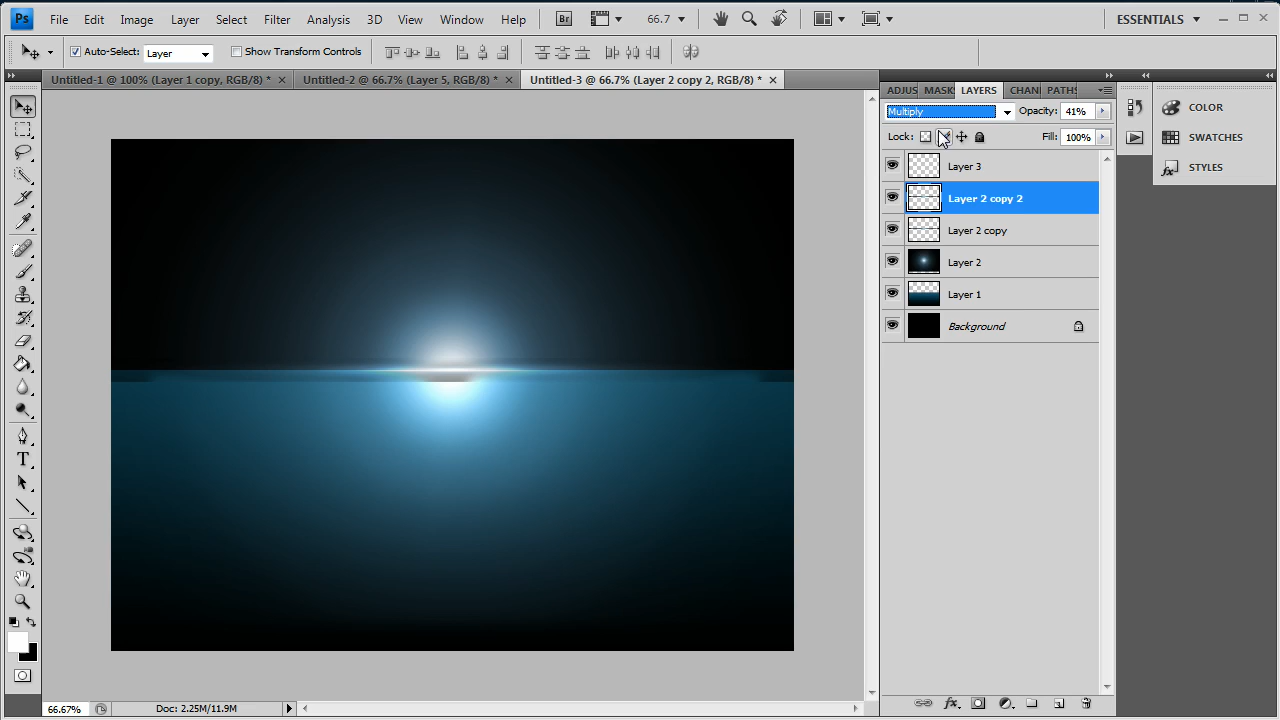 Ps File Edit Image Layer Select Filter Analysis 3D View Window Help Br 66.7 ESSENTIALS
Auto-Select: Layer Show Transform Controls
Untitled-1 @ 100% (Layer 1 copy, RGB/8) * Untitled-2 @ 66.7% (Layer 5, RGB/8) * Untitled-3 @ 66.7% (Layer 2 copy 2, RGB/8) *
ADJUS MASK LAYERS CHAN PATHS
Multiply Opacity: 41%
Lock: Fill: 100%
Layer 3
Layer 2 copy 2
Layer 2 copy
Layer 2
Layer 1
Background
COLOR
SWATCHES
fx STYLES
T
fx
66.67% Doc: 2.25M/11.9M